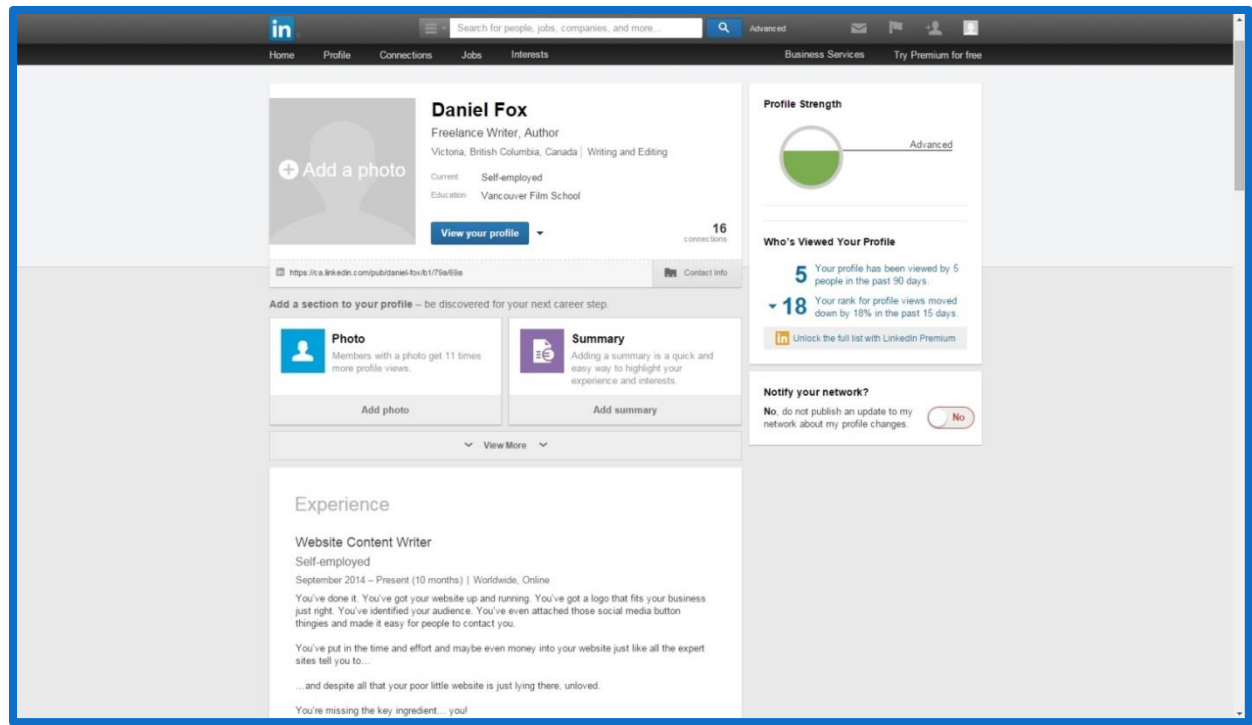 in
Search for people, jobs, companies, and more...
Advanced
Home Profile Connections Jobs Interests
Business Services Try Premium for free
Add a photo
Daniel Fox
Freelance Writer, Author
Victoria, British Columbia, Canada | Writing and Editing
Current Self-employed
Education Vancouver Film School
View your profile
16
connections
https://ca.linkedin.com/pub/daniel-fox/b1/79a/69a
Contact Info
Add a section to your profile – be discovered for your next career step.
Photo
Members with a photo get 11 times
more profile views.
Add photo
Summary
Adding a summary is a quick and
easy way to highlight your
experience and interests.
Add summary
View More
Experience
Website Content Writer
Self-employed
September 2014 – Present (10 months) | Worldwide, Online
You've done it. You've got your website up and running. You've got a logo that fits your business
just right. You've identified your audience. You've even attached those social media button
thingies and made it easy for people to contact you.
You've put in the time and effort and maybe even money into your website just like all the expert
sites tell you to…
…and despite all that your poor little website is just lying there, unloved.
You're missing the key ingredient… you!
Profile Strength
Advanced
Who's Viewed Your Profile
5 Your profile has been viewed by 5
people in the past 90 days.
18 Your rank for profile views moved
down by 18% in the past 15 days.
in Unlock the full list with LinkedIn Premium
Notify your network?
No, do not publish an update to my
network about my profile changes.
No